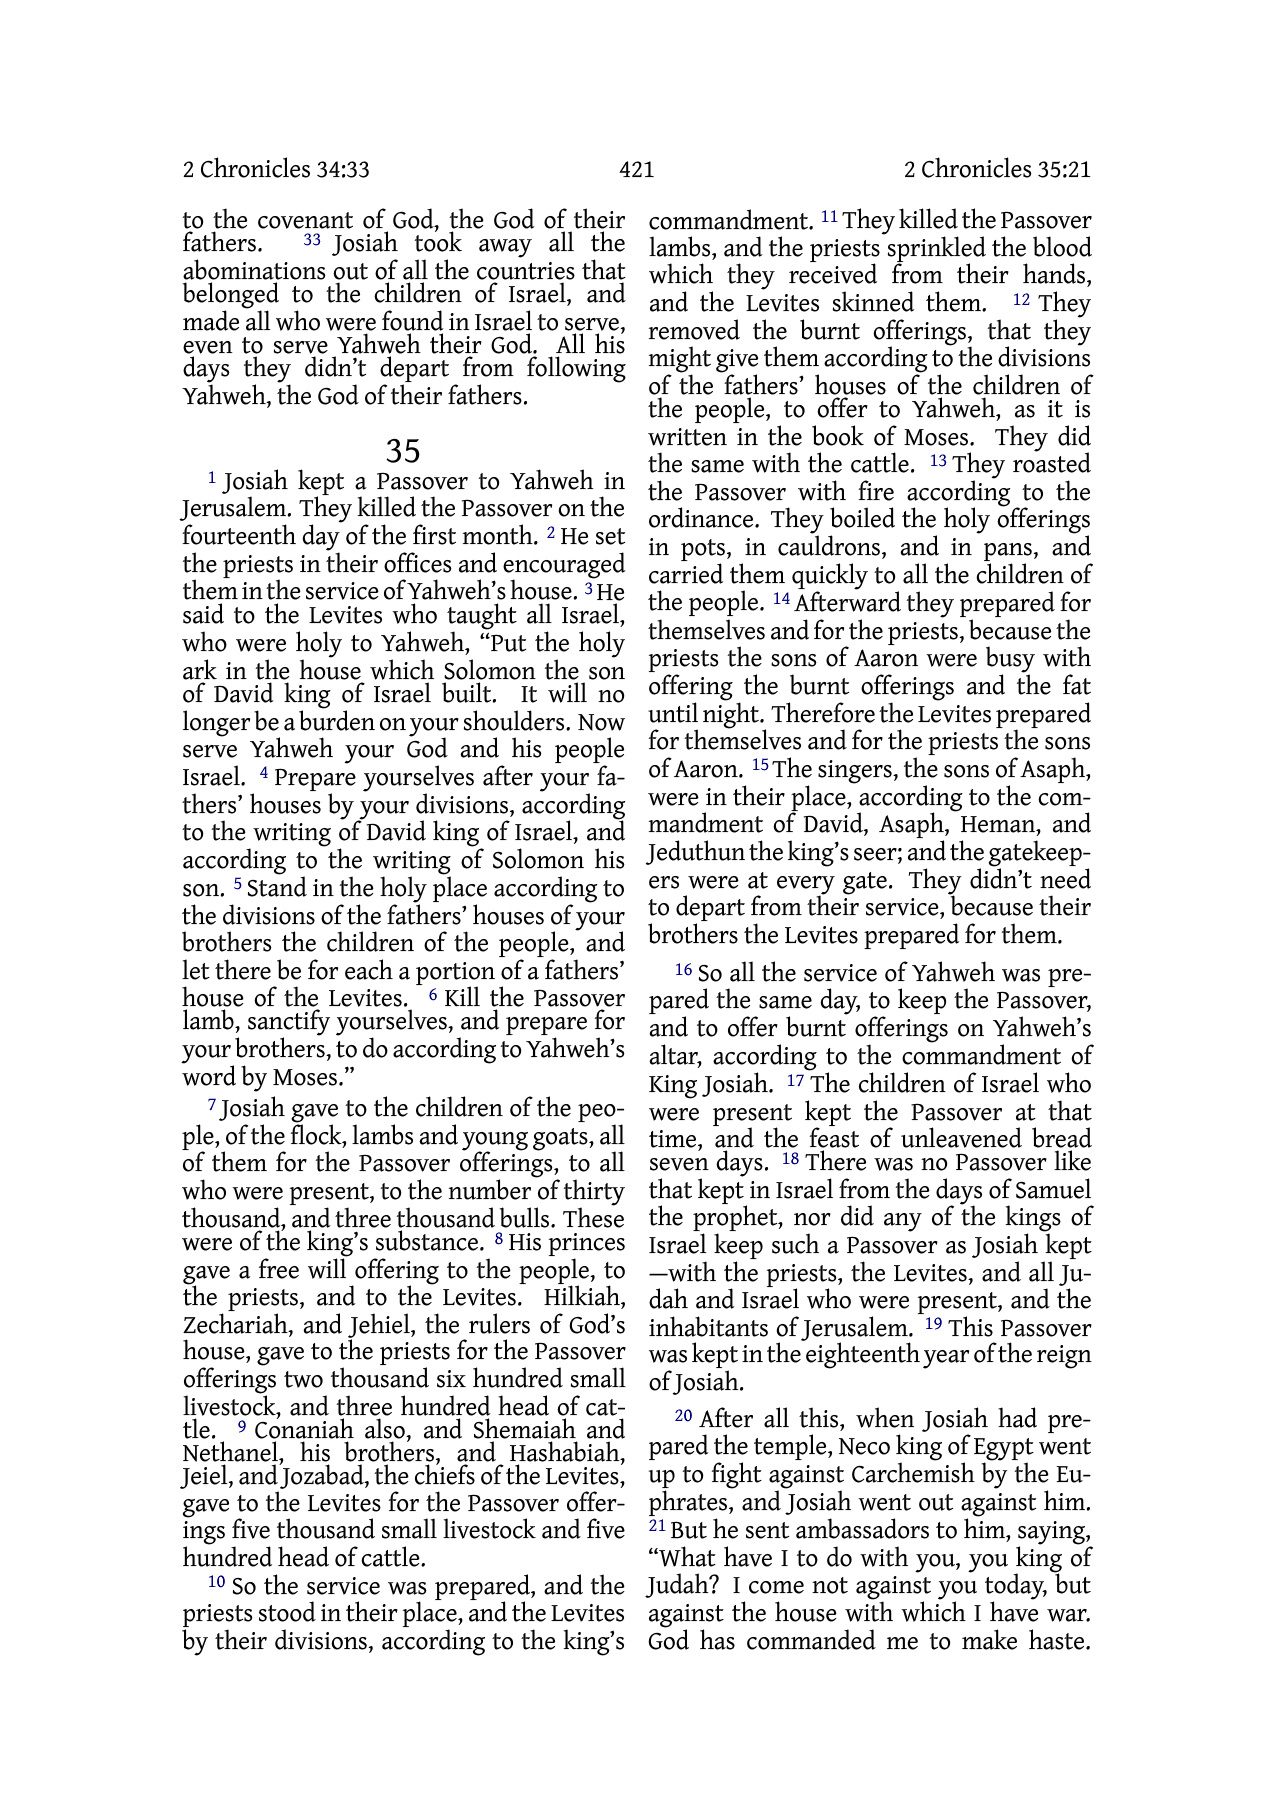 2 Chronicles 34:33 421 2 Chronicles 35:21
to the covenant of God, the God of their
fathers. 33 Josiah took away all the
abominations out of all the countries that
belonged to the children of Israel, and
made all who were found in Israel to serve,
even to serve Yahweh their God. All his
days they didn’t depart from following
Yahweh, the God of their fathers.
35
1 Josiah kept a Passover to Yahweh in
Jerusalem. They killed the Passover on the
fourteenth day of the first month. 2 He set
the priests in their offices and encouraged
them in the service of Yahweh’s house. 3 He
said to the Levites who taught all Israel,
who were holy to Yahweh, “Put the holy
ark in the house which Solomon the son
of David king of Israel built. It will no
longer be a burden on your shoulders. Now
serve Yahweh your God and his people
Israel. 4 Prepare yourselves after your fa-
thers’ houses by your divisions, according
to the writing of David king of Israel, and
according to the writing of Solomon his
son. 5 Stand in the holy place according to
the divisions of the fathers’ houses of your
brothers the children of the people, and
let there be for each a portion of a fathers’
house of the Levites. 6 Kill the Passover
lamb, sanctify yourselves, and prepare for
your brothers, to do according to Yahweh’s
word by Moses.”
7 Josiah gave to the children of the peo-
ple, of the flock, lambs and young goats, all
of them for the Passover offerings, to all
who were present, to the number of thirty
thousand, and three thousand bulls. These
were of the king’s substance. 8 His princes
gave a free will offering to the people, to
the priests, and to the Levites. Hilkiah,
Zechariah, and Jehiel, the rulers of God’s
house, gave to the priests for the Passover
offerings two thousand six hundred small
livestock, and three hundred head of cat-
tle. 9 Conaniah also, and Shemaiah and
Nethanel, his brothers, and Hashabiah,
Jeiel, and Jozabad, the chiefs of the Levites,
gave to the Levites for the Passover offer-
ings five thousand small livestock and five
hundred head of cattle.
10 So the service was prepared, and the
priests stood in their place, and the Levites
by their divisions, according to the king’s
commandment. 11 They killed the Passover
lambs, and the priests sprinkled the blood
which they received from their hands,
and the Levites skinned them. 12 They
removed the burnt offerings, that they
might give them according to the divisions
of the fathers’ houses of the children of
the people, to offer to Yahweh, as it is
written in the book of Moses. They did
the same with the cattle. 13 They roasted
the Passover with fire according to the
ordinance. They boiled the holy offerings
in pots, in cauldrons, and in pans, and
carried them quickly to all the children of
the people. 14 Afterward they prepared for
themselves and for the priests, because the
priests the sons of Aaron were busy with
offering the burnt offerings and the fat
until night. Therefore the Levites prepared
for themselves and for the priests the sons
of Aaron. 15 The singers, the sons of Asaph,
were in their place, according to the com-
mandment of David, Asaph, Heman, and
Jeduthun the king’s seer; and the gatekeep-
ers were at every gate. They didn’t need
to depart from their service, because their
brothers the Levites prepared for them.
16 So all the service of Yahweh was pre-
pared the same day, to keep the Passover,
and to offer burnt offerings on Yahweh’s
altar, according to the commandment of
King Josiah. 17 The children of Israel who
were present kept the Passover at that
time, and the feast of unleavened bread
seven days. 18 There was no Passover like
that kept in Israel from the days of Samuel
the prophet, nor did any of the kings of
Israel keep such a Passover as Josiah kept
—with the priests, the Levites, and all Ju-
dah and Israel who were present, and the
inhabitants of Jerusalem. 19 This Passover
was kept in the eighteenth year of the reign
of Josiah.
20 After all this, when Josiah had pre-
pared the temple, Neco king of Egypt went
up to fight against Carchemish by the Eu-
phrates, and Josiah went out against him.
21 But he sent ambassadors to him, saying,
“What have I to do with you, you king of
Judah? I come not against you today, but
against the house with which I have war.
God has commanded me to make haste.